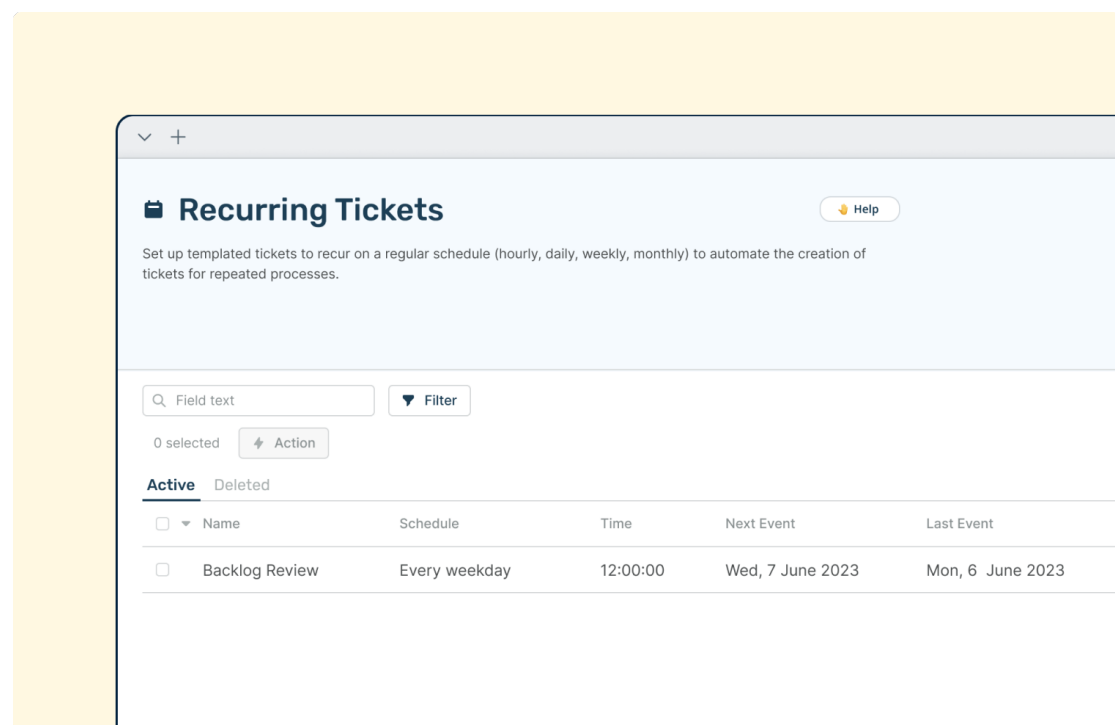 Recurring Tickets
Help
Set up templated tickets to recur on a regular schedule (hourly, daily, weekly, monthly) to automate the creation of
tickets for repeated processes.
Field text
Filter
0 selected
Action
Active Deleted
Name Schedule Time Next Event Last Event
Backlog Review Every weekday 12:00:00 Wed, 7 June 2023 Mon, 6 June 2023